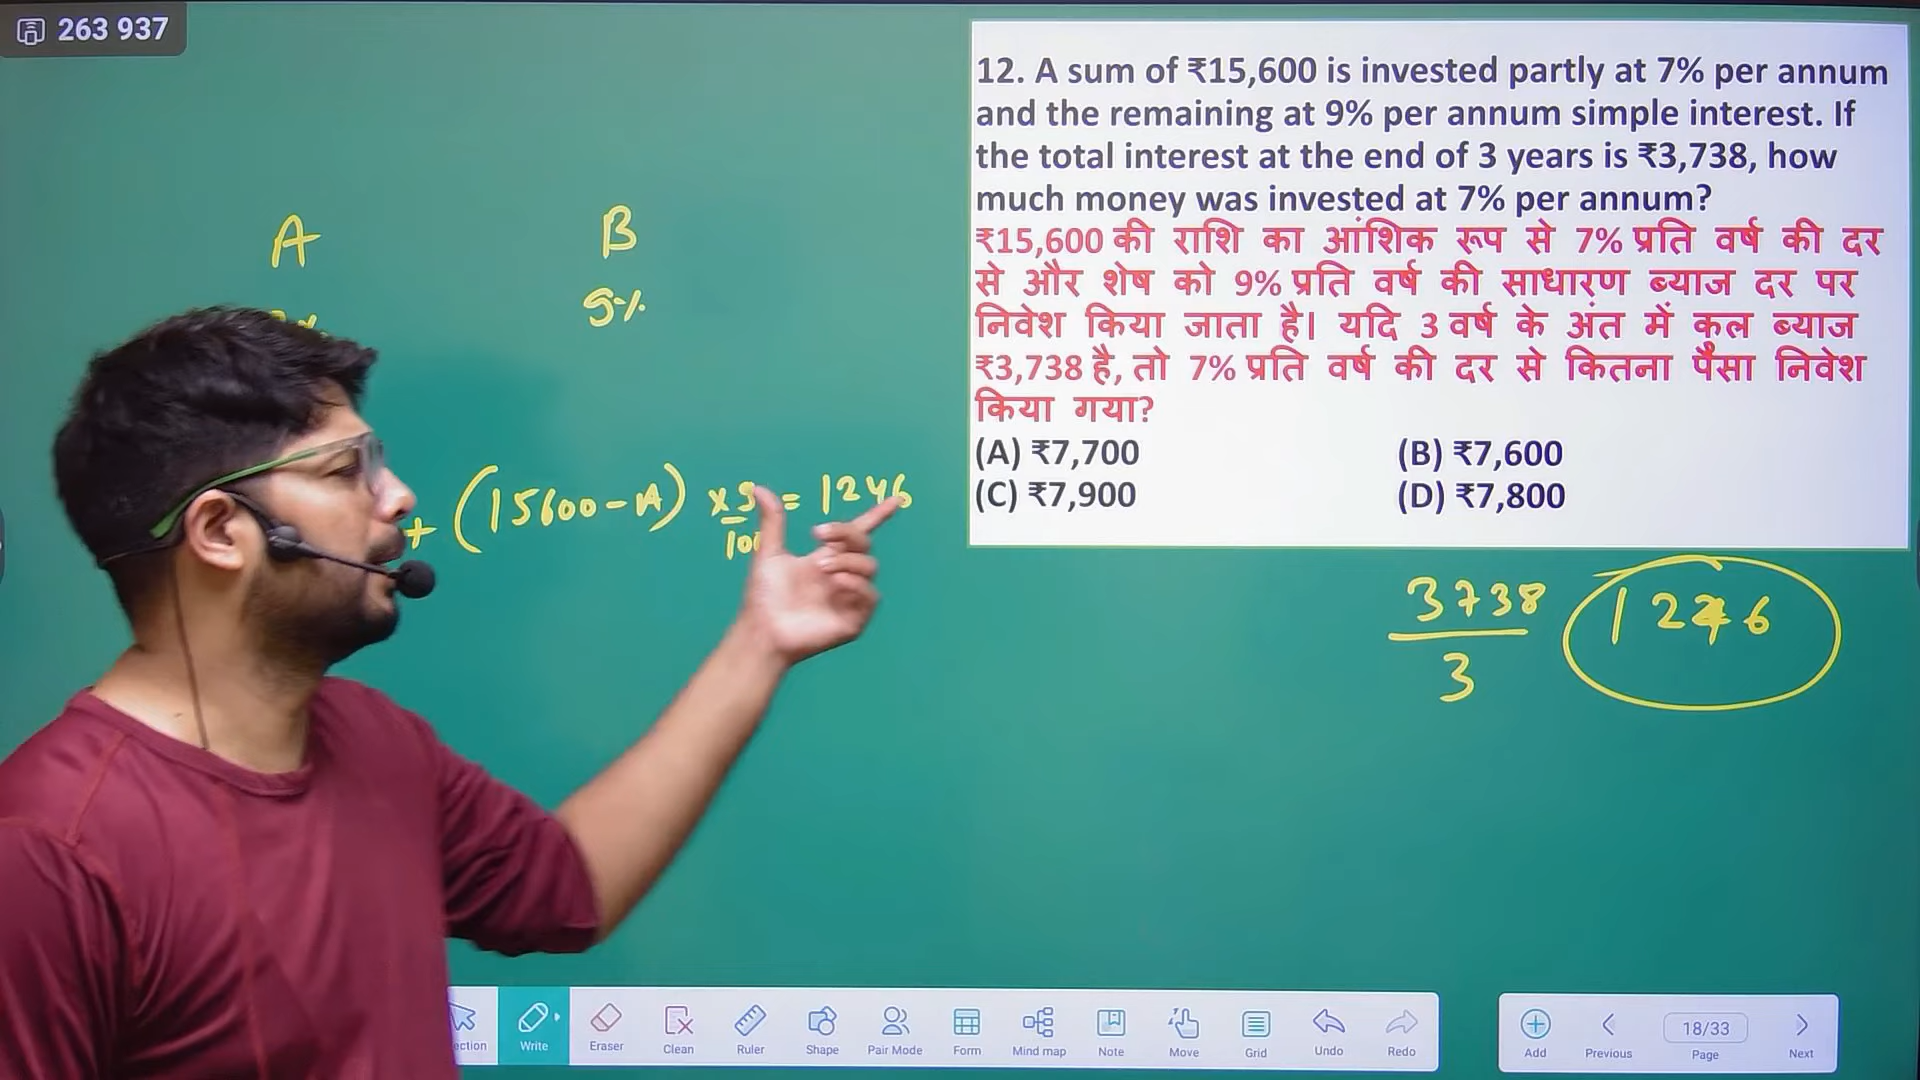 263 937
12. A sum of ₹15,600 is invested partly at 7% per annum
and the remaining at 9% per annum simple interest. If
the total interest at the end of 3 years is ₹3,738, how
much money was invested at 7% per annum?
₹15,600 की राशि का आंशिक रूप से 7% प्रति वर्ष की दर
से और शेष को 9% प्रति वर्ष की साधारण ब्याज दर पर
निवेश किया जाता है। यदि 3 वर्ष के अंत में कुल ब्याज
₹3,738 है, तो 7% प्रति वर्ष की दर से कितना पैसा निवेश
किया गया?
(A) ₹7,700 (B) ₹7,600
(C) ₹7,900 (D) ₹7,800
A B
9%
+ (15600-A) × 9 = 1246
3738
3
1246
ection Write Eraser Clean Ruler Shape Pair Mode Form Mind map Note Move Grid Undo Redo
18/33
Add Previous Page Next